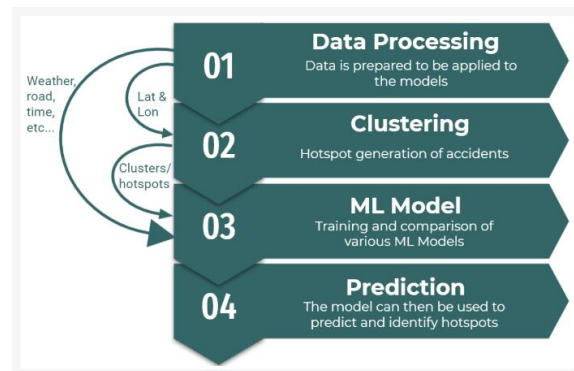 Weather,
road,
time,
etc...
Lat &
Lon
Clusters/
hotspots
01
Data Processing
Data is prepared to be applied to
the models
02
Clustering
Hotspot generation of accidents
03
ML Model
Training and comparison of
various ML Models
04
Prediction
The model can then be used to
predict and identify hotspots